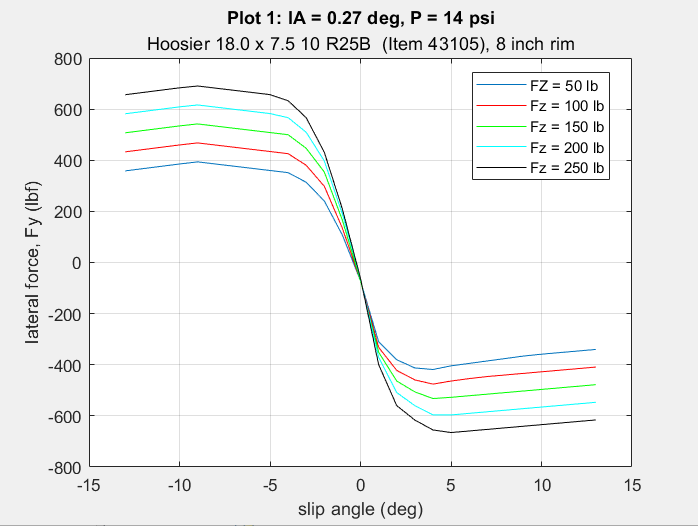 Plot 1: IA = 0.27 deg, P = 14 psi
Hoosier 18.0 x 7.5 10 R25B  (Item 43105), 8 inch rim
800
600
400
200
0
-200
-400
-600
-800
lateral force, Fy (lbf)
FZ = 50 lb
Fz = 100 lb
Fz = 150 lb
Fz = 200 lb
Fz = 250 lb
-15
-10
-5
0
5
10
15
slip angle (deg)